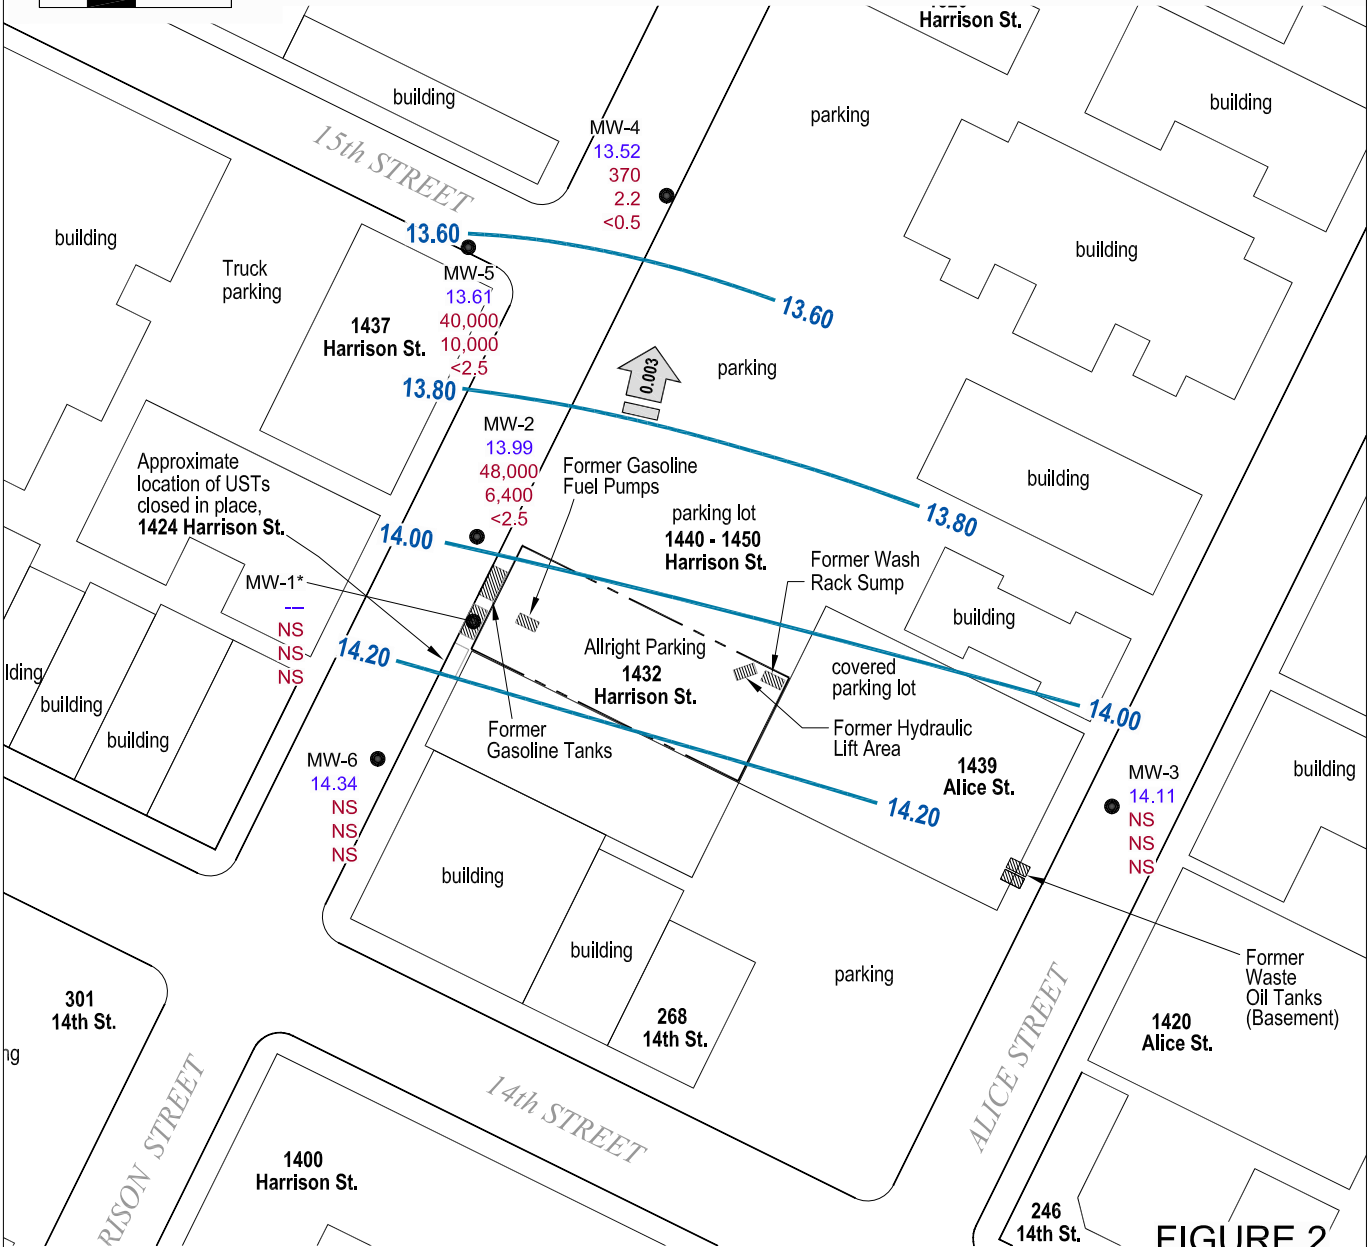 Harrison St.
building
parking
building
15th STREET
MW-4
13.52
370
2.2
<0.5
building
Truck
parking
13.60
MW-5
13.61
40,000
10,000
<2.5
13.60
building
1437
Harrison St.
0.003
parking
13.80
MW-2
13.99
48,000
6,400
<2.5
Former Gasoline
Fuel Pumps
Approximate
location of USTs
closed in place,
1424 Harrison St.
building
13.80
parking lot
1440 - 1450
Harrison St.
14.00
Former Wash
Rack Sump
MW-1*
---
NS
NS
NS
building
14.20
Allright Parking
1432
Harrison St.
covered
parking lot
14.00
building
building
Former
Gasoline Tanks
Former Hydraulic
Lift Area
MW-6
14.34
NS
NS
NS
1439
Alice St.
14.20
MW-3
14.11
NS
NS
NS
building
building
building
parking
268
14th St.
Former
Waste
Oil Tanks
(Basement)
301
14th St.
1420
Alice St.
ALICE STREET
14th STREET
RISON STREET
1400
Harrison St.
246
14th St.
FIGURE 2